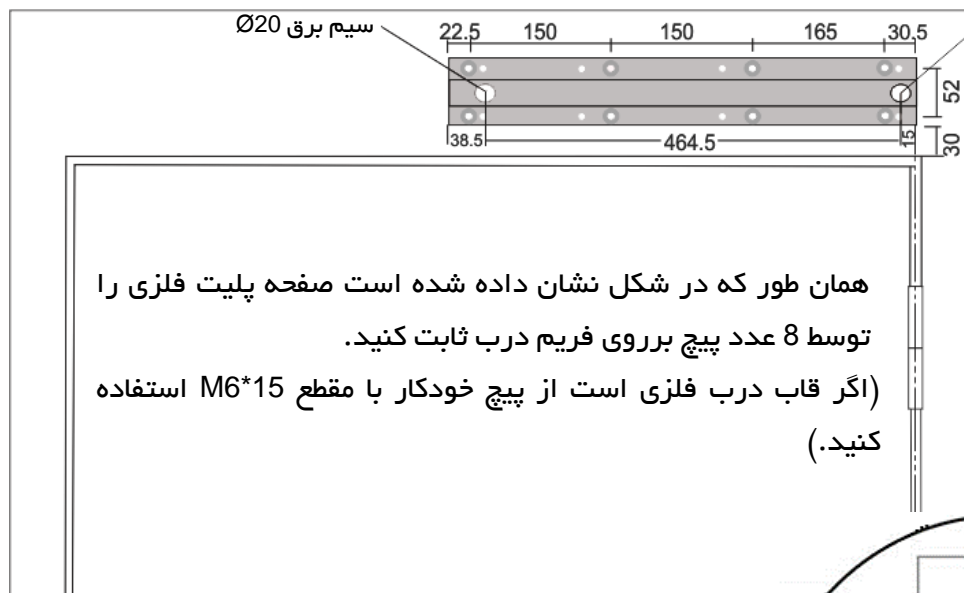 سیم برق Ø20
22.5 150 150 165 30.5
52
38.5 464.5 15
30
همان طور که در شکل نشان داده شده است صفحه پلیت فلزی را
توسط 8 عدد پیچ برروی فریم درب ثابت کنید.
(اگر قاب درب فلزی است از پیچ خودکار با مقطع M6*15 استفاده
کنید.)